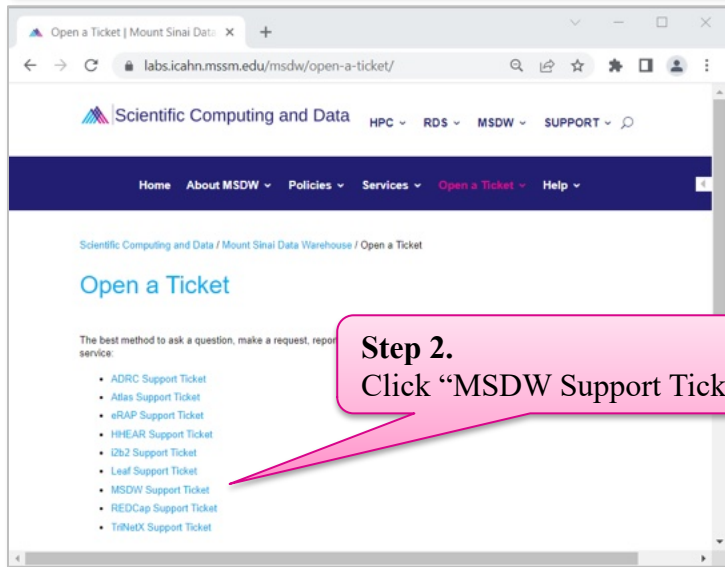 Open a Ticket | Mount Sinai Data
labs.icahn.mssm.edu/msdw/open-a-ticket/
Scientific Computing and Data HPC RDS MSDW SUPPORT
Home About MSDW Policies Services Open a Ticket Help
Scientific Computing and Data / Mount Sinai Data Warehouse / Open a Ticket
Open a Ticket
The best method to ask a question, make a request, repor
service:
• ADRC Support Ticket
• Atlas Support Ticket
• eRAP Support Ticket
• HHEAR Support Ticket
• i2b2 Support Ticket
• Leaf Support Ticket
• MSDW Support Ticket
• REDCap Support Ticket
• TriNetX Support Ticket
Step 2.
Click “MSDW Support Tick